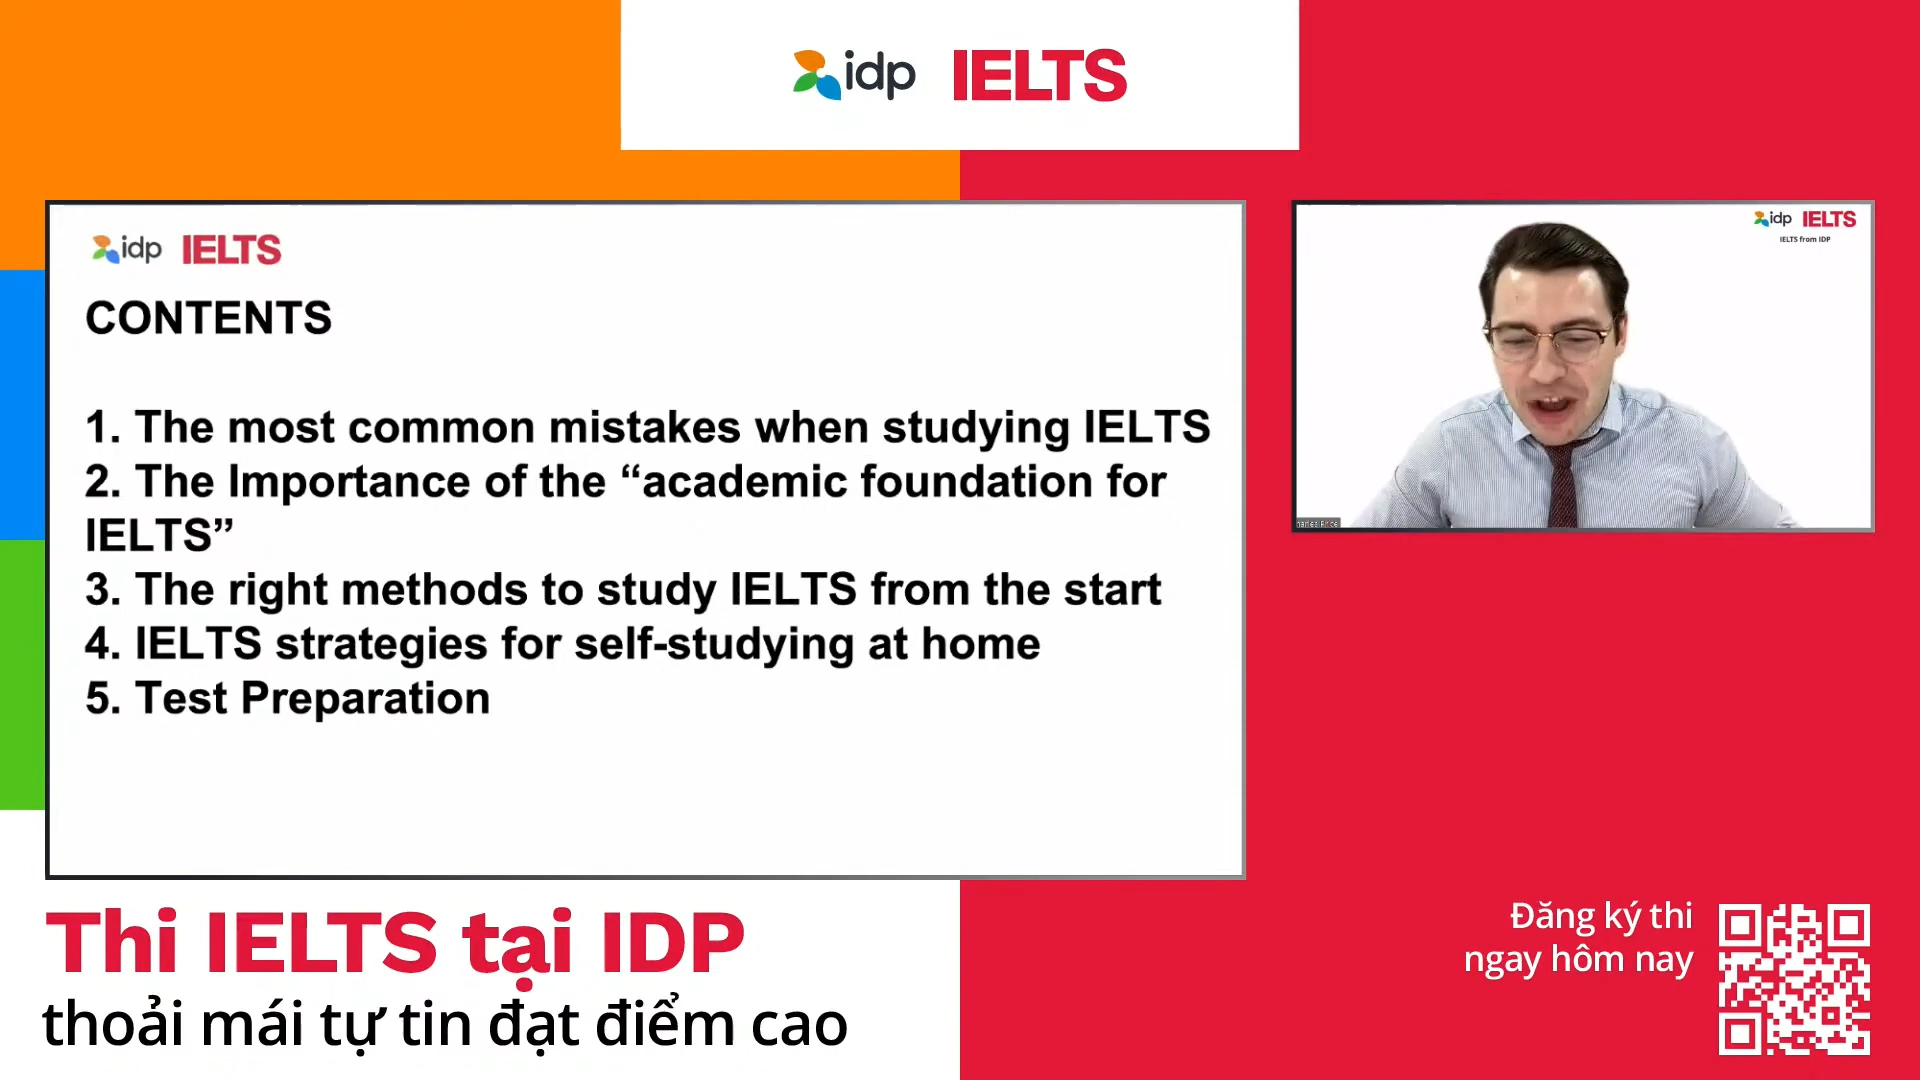 idp IELTS
idp IELTS
CONTENTS
1. The most common mistakes when studying IELTS
2. The Importance of the “academic foundation for
IELTS”
3. The right methods to study IELTS from the start
4. IELTS strategies for self-studying at home
5. Test Preparation
idp IELTS
IELTS from IDP
Thi IELTS tại IDP
thoải mái tự tin đạt điểm cao
Đăng ký thi
ngay hôm nay